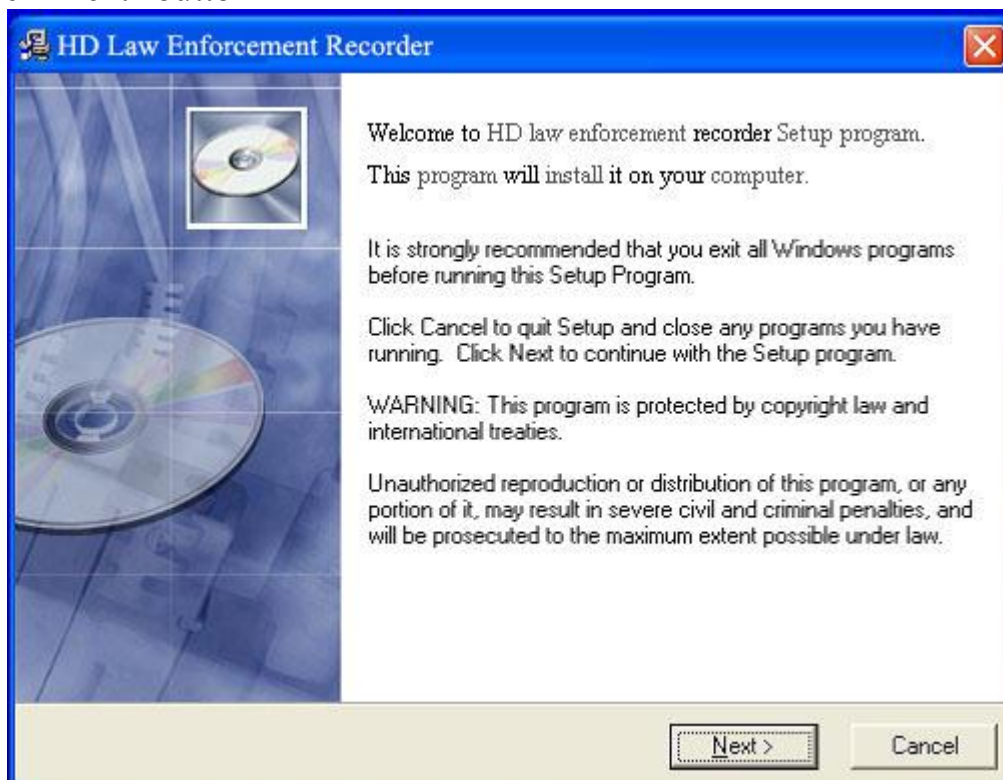 HD Law Enforcement Recorder
Welcome to HD law enforcement recorder Setup program.
This program will install it on your computer.
It is strongly recommended that you exit all Windows programs
before running this Setup Program.
Click Cancel to quit Setup and close any programs you have
running. Click Next to continue with the Setup program.
WARNING: This program is protected by copyright law and
international treaties.
Unauthorized reproduction or distribution of this program, or any
portion of it, may result in severe civil and criminal penalties, and
will be prosecuted to the maximum extent possible under law.
Next >
Cancel